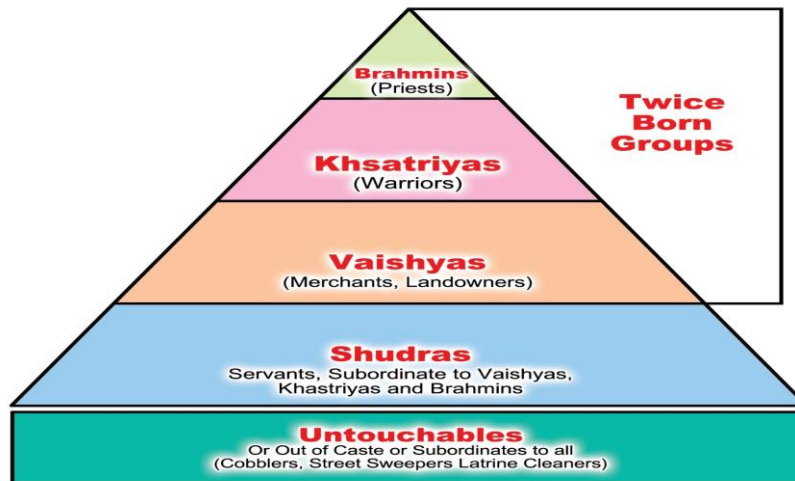 Brahmins
(Priests)
Twice
Born
Groups
Khsatriyas
(Warriors)
Vaishyas
(Merchants, Landowners)
Shudras
Servants, Subordinate to Vaishyas,
Khastriyas and Brahmins
Untouchables
Or Out of Caste or Subordinates to all
(Cobblers, Street Sweepers Latrine Cleaners)